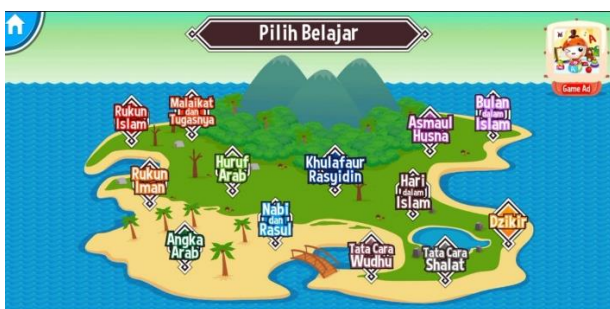 Pilih Belajar
Game Ad
Rukun
Islam
Malaikat
dan
Tugasnya
Asmaul
Husna
Bulan
dalam
Islam
Rukun
Iman
Huruf
Arab
Khulafaur
Rasyidin
Hari
dalam
Islam
Nabi
dan
Rasul
Dzikir
Angka
Arab
Tata Cara
Wudhu
Tata Cara
Shalat